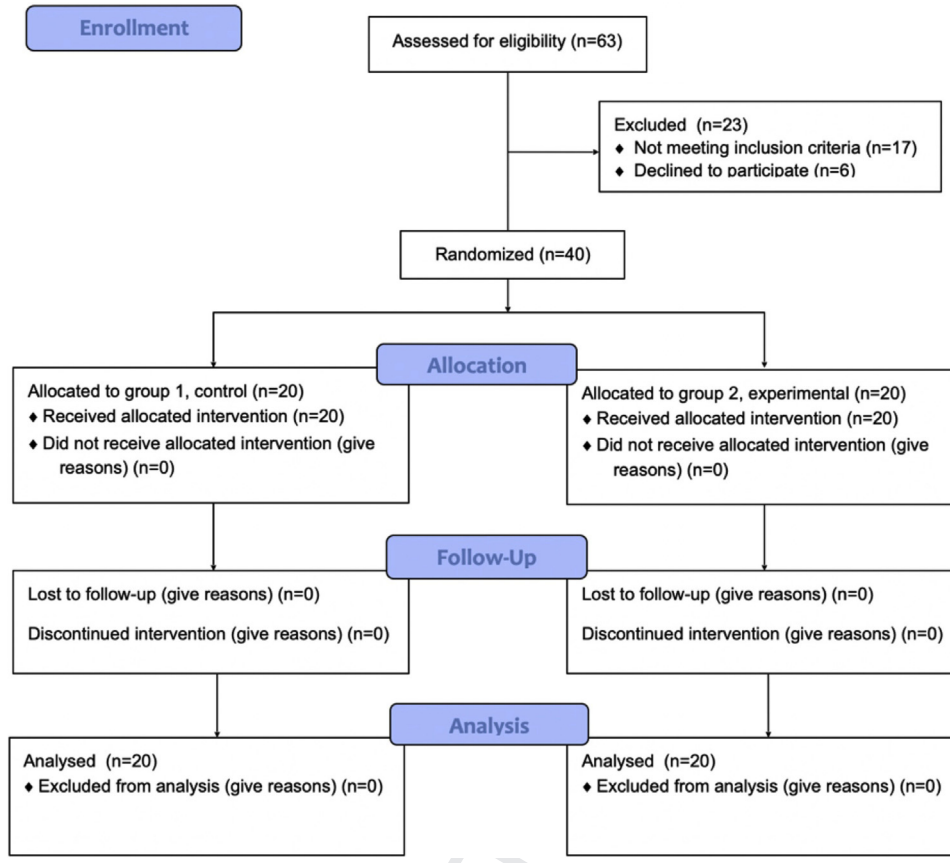 Enrollment
Assessed for eligibility (n=63)
Excluded (n=23)
♦ Not meeting inclusion criteria (n=17)
♦ Declined to participate (n=6)
Randomized (n=40)
Allocation
Allocated to group 1, control (n=20)
♦ Received allocated intervention (n=20)
♦ Did not receive allocated intervention (give
reasons) (n=0)
Allocated to group 2, experimental (n=20)
♦ Received allocated intervention (n=20)
♦ Did not receive allocated intervention (give
reasons) (n=0)
Follow-Up
Lost to follow-up (give reasons) (n=0)
Discontinued intervention (give reasons) (n=0)
Lost to follow-up (give reasons) (n=0)
Discontinued intervention (give reasons) (n=0)
Analysis
Analysed (n=20)
♦ Excluded from analysis (give reasons) (n=0)
Analysed (n=20)
♦ Excluded from analysis (give reasons) (n=0)